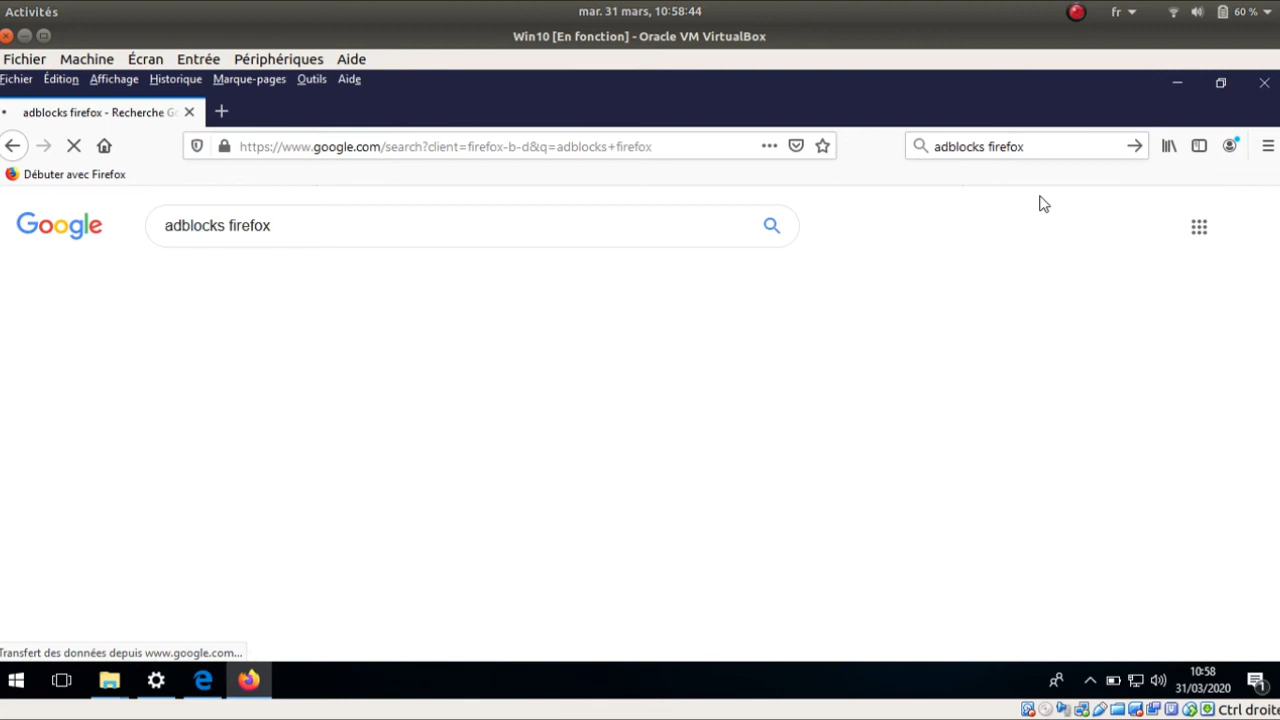 Activités
mar. 31 mars, 10:58:44
fr
60 %
Win10 [En fonction] - Oracle VM VirtualBox
Fichier Machine Écran Entrée Périphériques Aide
Fichier Édition Affichage Historique Marque-pages Outils Aide
adblocks firefox - Recherche Go
https://www.google.com/search?client=firefox-b-d&q=adblocks+firefox
adblocks firefox
Débuter avec Firefox
Google
adblocks firefox
Transfert des données depuis www.google.com...
10:58
31/03/2020
1
Ctrl droite